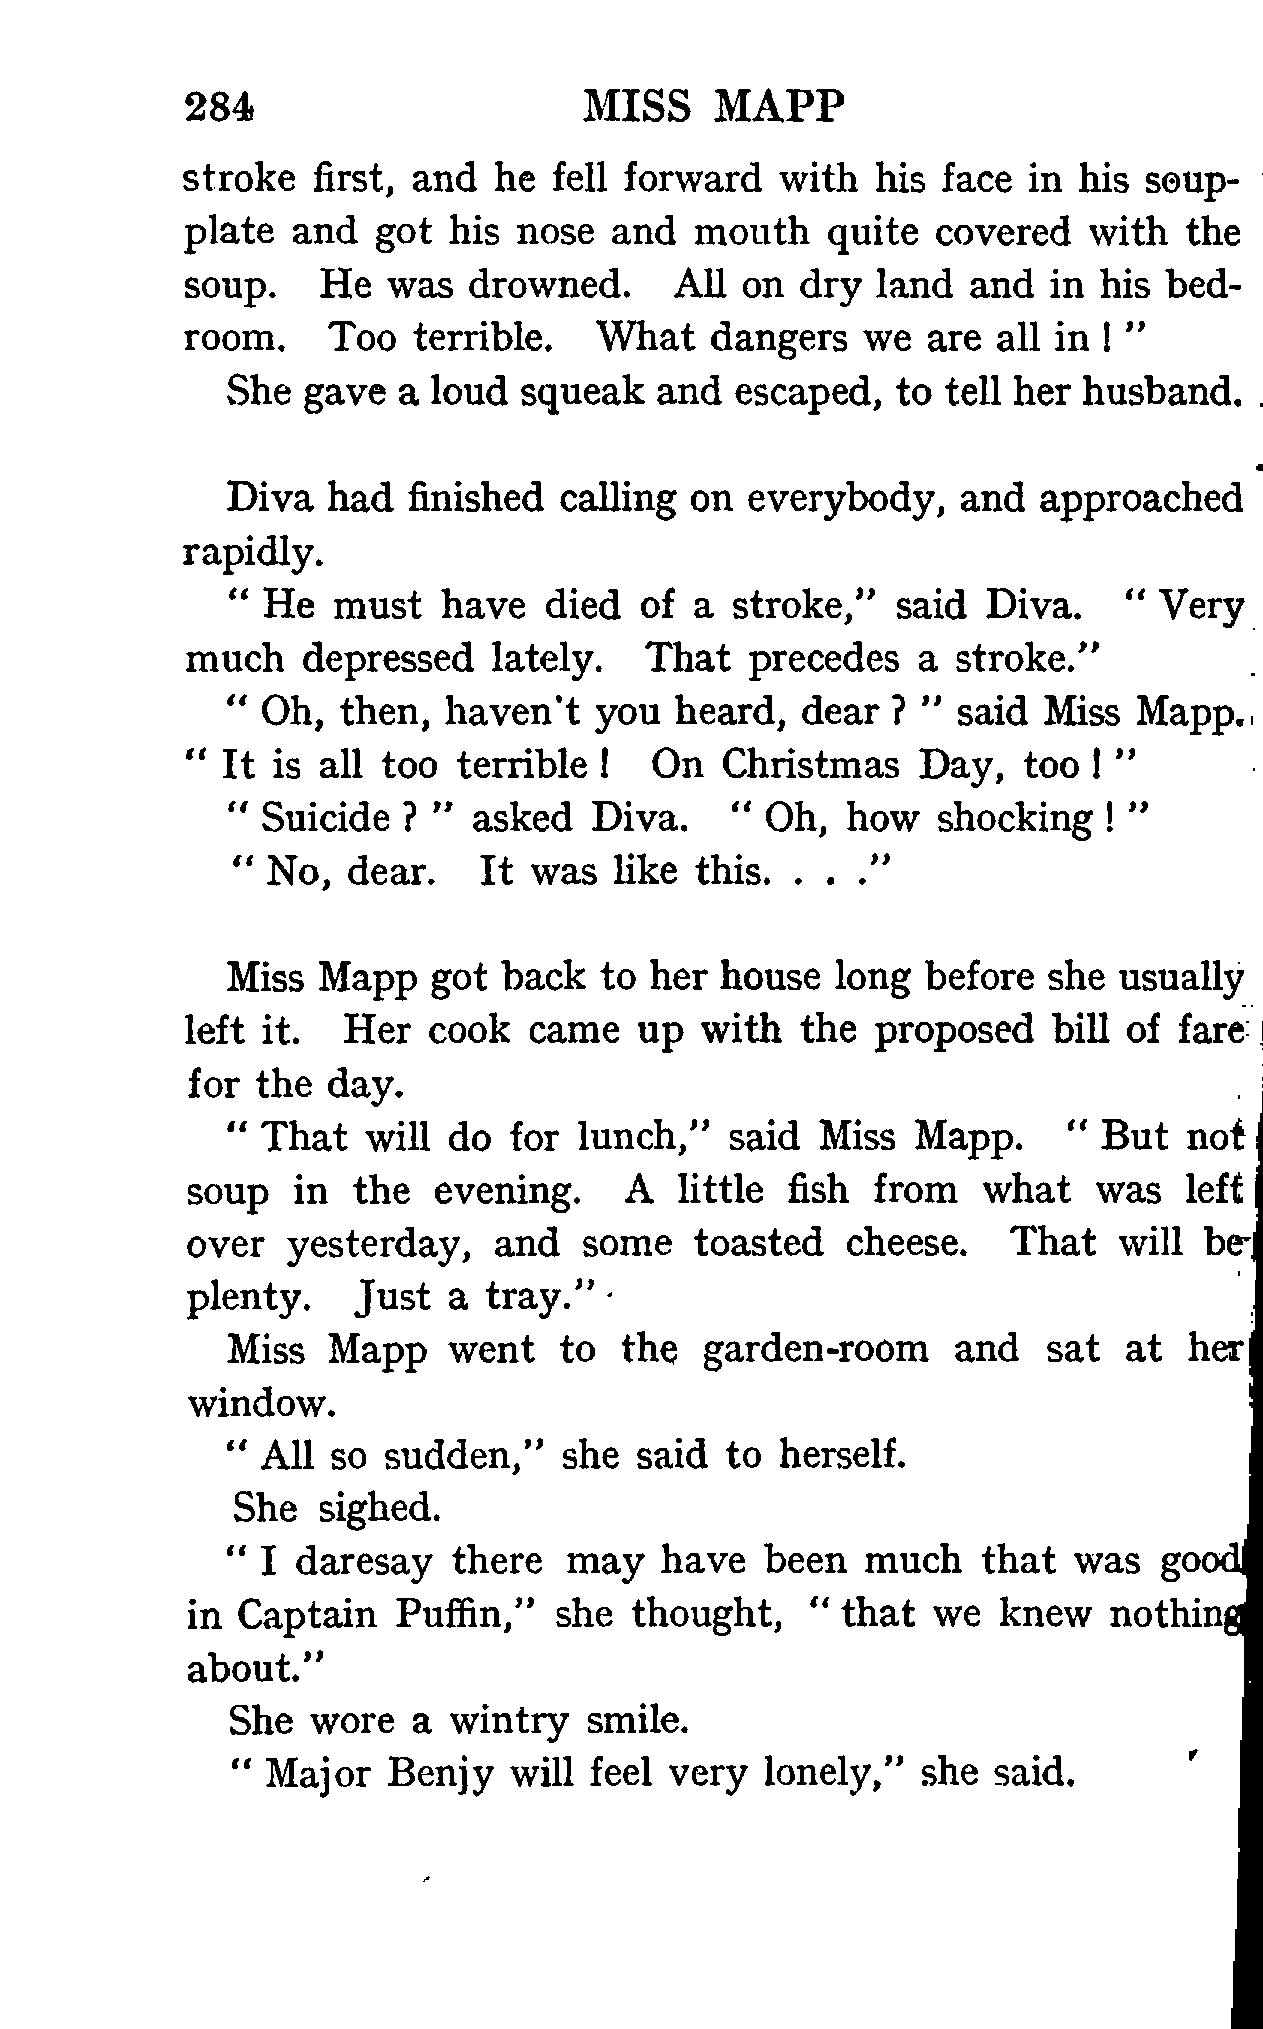 284 MISS MAPP
stroke first, and he fell forward with his face in his soup-
plate and got his nose and mouth quite covered with the
soup. He was drowned. All on dry land and in his bed-
room. Too terrible. What dangers we are all in ! "
She gave a loud squeak and escaped, to tell her husband.
Diva had finished calling on everybody, and approached
rapidly.
" He must have died of a stroke," said Diva. " Very
much depressed lately. That precedes a stroke."
" Oh, then, haven't you heard, dear ? " said Miss Mapp.
" It is all too terrible ! On Christmas Day, too ! "
" Suicide ? " asked Diva. " Oh, how shocking ! "
" No, dear. It was like this. . . ."
Miss Mapp got back to her house long before she usually
left it. Her cook came up with the proposed bill of fare
for the day.
" That will do for lunch," said Miss Mapp. " But not
soup in the evening. A little fish from what was left
over yesterday, and some toasted cheese. That will be
plenty. Just a tray."
Miss Mapp went to the garden-room and sat at her
window.
" All so sudden," she said to herself.
She sighed.
" I daresay there may have been much that was good
in Captain Puffin," she thought, " that we knew nothing
about."
She wore a wintry smile.
" Major Benjy will feel very lonely," she said.